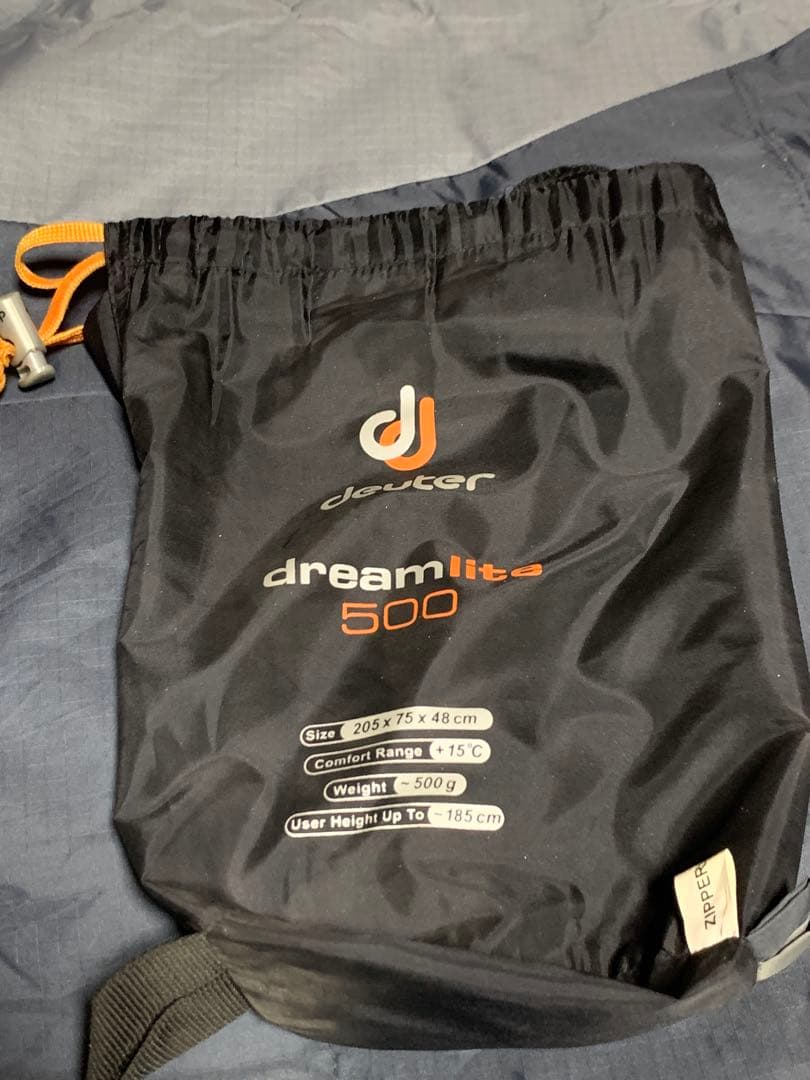 deuter
dreamlite
500
Size 205 x 75 x 48 cm
Comfort Range +15°C
Weight ~500 g
User Height Up To ~185 cm